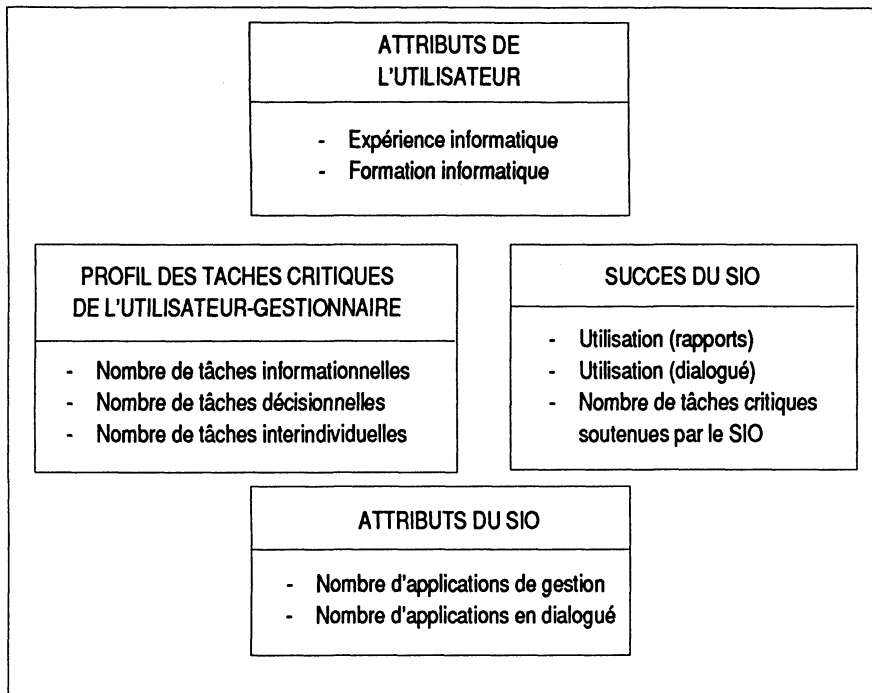 ATTRIBUTS DE
L'UTILISATEUR
- Expérience informatique
- Formation informatique
PROFIL DES TACHES CRITIQUES
DE L'UTILISATEUR-GESTIONNAIRE
- Nombre de tâches informationnelles
- Nombre de tâches décisionnelles
- Nombre de tâches interindividuelles
SUCCES DU SIO
- Utilisation (rapports)
- Utilisation (dialogué)
- Nombre de tâches critiques
soutenues par le SIO
ATTRIBUTS DU SIO
- Nombre d'applications de gestion
- Nombre d'applications en dialogué